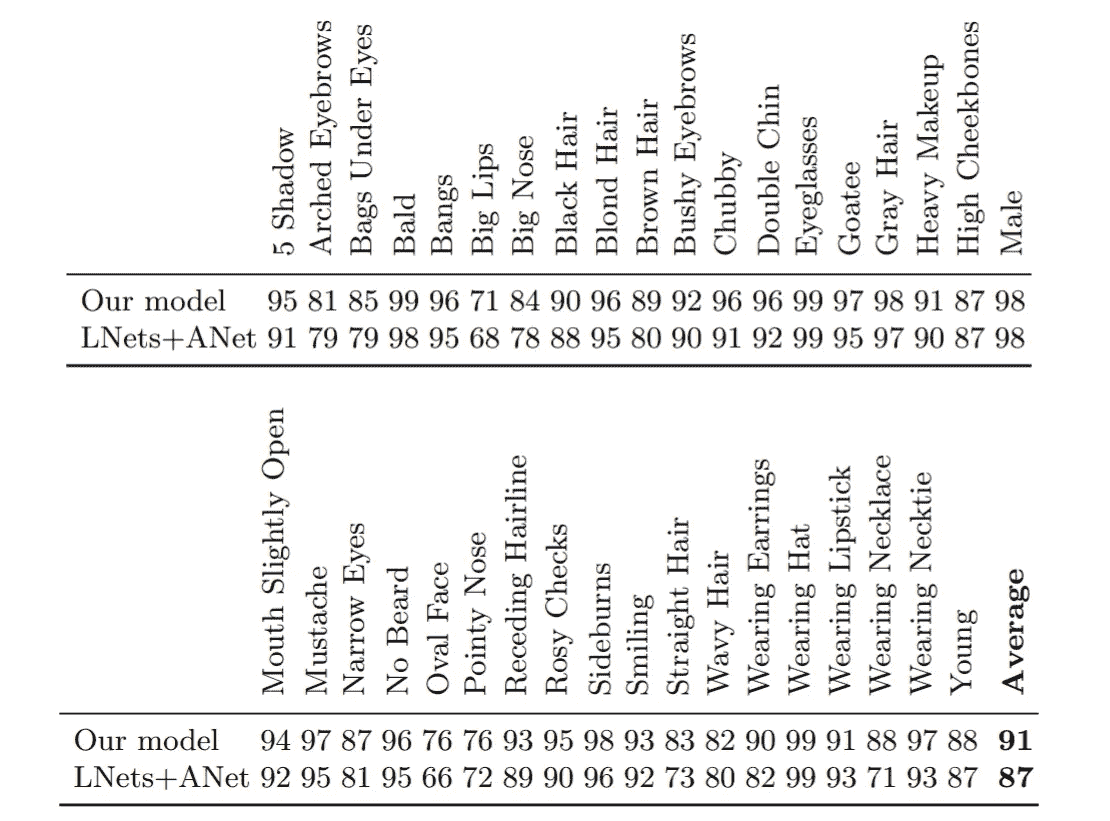 5 Shadow
Arched Eyebrows
Bags Under Eyes
Bald
Bangs
Big Lips
Big Nose
Black Hair
Blond Hair
Brown Hair
Bushy Eyebrows
Chubby
Double Chin
Eyeglasses
Goatee
Gray Hair
Heavy Makeup
High Cheekbones
Male
Our model 95 81 85 99 96 71 84 90 96 89 92 96 96 99 97 98 91 87 98
LNets+ANet 91 79 79 98 95 68 78 88 95 80 90 91 92 99 95 97 90 87 98
Mouth Slightly Open
Mustache
Narrow Eyes
No Beard
Oval Face
Pointy Nose
Receding Hairline
Rosy Checks
Sideburns
Smiling
Straight Hair
Wavy Hair
Wearing Earrings
Wearing Hat
Wearing Lipstick
Wearing Necklace
Wearing Necktie
Young
Average
Our model 94 97 87 96 76 76 93 95 98 93 83 82 90 99 91 88 97 88 91
LNets+ANet 92 95 81 95 66 72 89 90 96 92 73 80 82 99 93 71 93 87 87